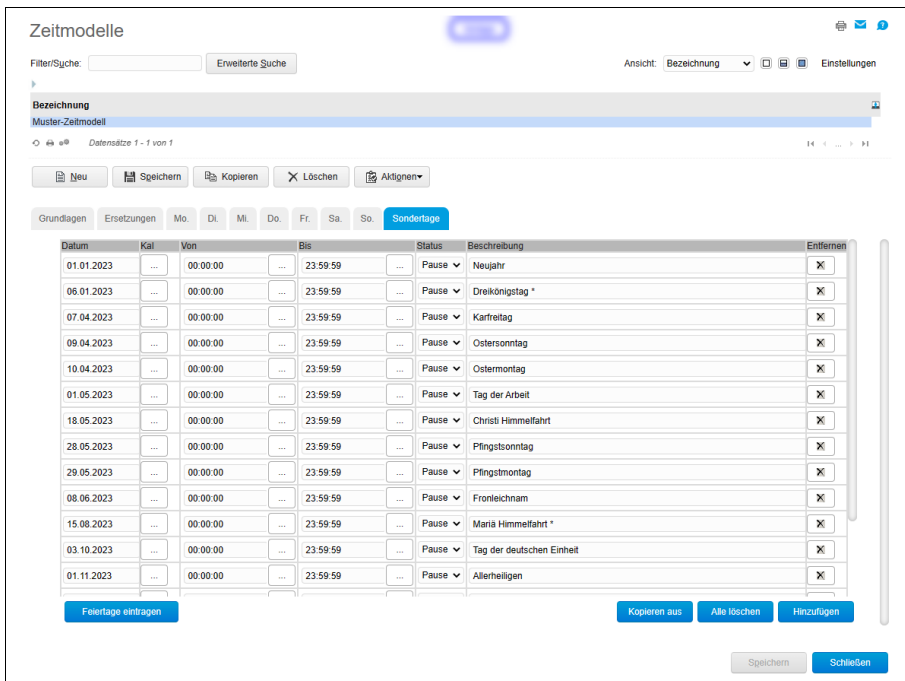 Zeitmodelle
Filter/Suche: Erweiterte Suche Ansicht: Bezeichnung Einstellungen
Bezeichnung
Muster-Zeitmodell
Datensätze 1 - 1 von 1 ...
Neu Speichern Kopieren Löschen Aktionen
Grundlagen Ersetzungen Mo. Di. Mi. Do. Fr. Sa. So. Sondertage
Datum Kal Von Bis Status Beschreibung Entfernen
01.01.2023 ... 00:00:00 ... 23:59:59 ... Pause Neujahr X
06.01.2023 ... 00:00:00 ... 23:59:59 ... Pause Dreikönigstag * X
07.04.2023 ... 00:00:00 ... 23:59:59 ... Pause Karfreitag X
09.04.2023 ... 00:00:00 ... 23:59:59 ... Pause Ostersonntag X
10.04.2023 ... 00:00:00 ... 23:59:59 ... Pause Ostermontag X
01.05.2023 ... 00:00:00 ... 23:59:59 ... Pause Tag der Arbeit X
18.05.2023 ... 00:00:00 ... 23:59:59 ... Pause Christi Himmelfahrt X
28.05.2023 ... 00:00:00 ... 23:59:59 ... Pause Pfingstsonntag X
29.05.2023 ... 00:00:00 ... 23:59:59 ... Pause Pfingstmontag X
08.06.2023 ... 00:00:00 ... 23:59:59 ... Pause Fronleichnam X
15.08.2023 ... 00:00:00 ... 23:59:59 ... Pause Mariä Himmelfahrt * X
03.10.2023 ... 00:00:00 ... 23:59:59 ... Pause Tag der deutschen Einheit X
01.11.2023 ... 00:00:00 ... 23:59:59 ... Pause Allerheiligen X
Feiertage eintragen Kopieren aus Alle löschen Hinzufügen
Speichern Schließen